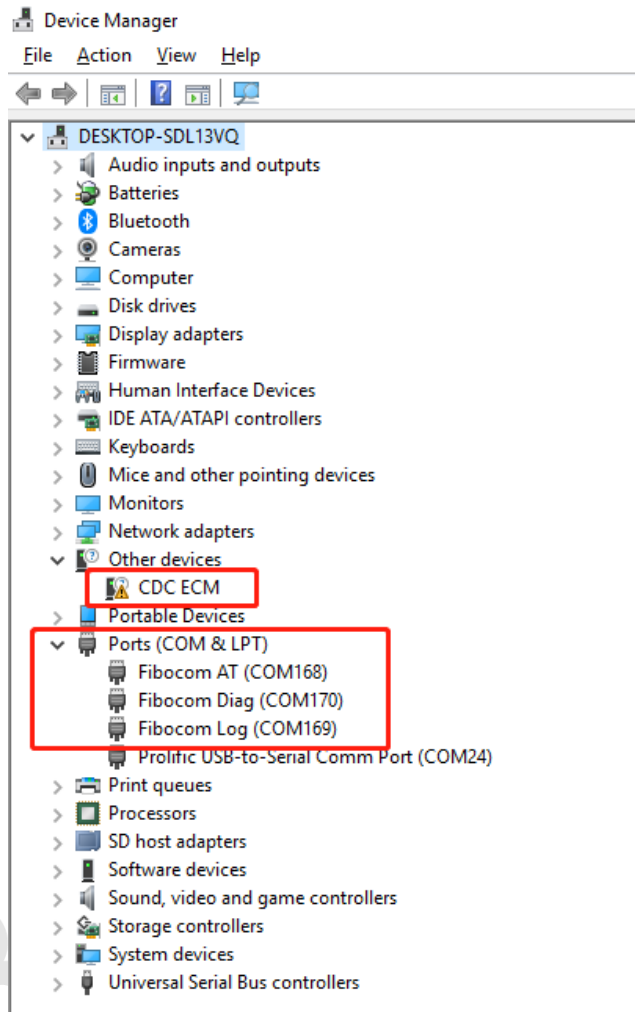 Device Manager
File Action View Help
DESKTOP-SDL13VQ
Audio inputs and outputs
Batteries
Bluetooth
Cameras
Computer
Disk drives
Display adapters
Firmware
Human Interface Devices
IDE ATA/ATAPI controllers
Keyboards
Mice and other pointing devices
Monitors
Network adapters
Other devices
CDC ECM
Portable Devices
Ports (COM & LPT)
Fibocom AT (COM168)
Fibocom Diag (COM170)
Fibocom Log (COM169)
Prolific USB-to-Serial Comm Port (COM24)
Print queues
Processors
SD host adapters
Software devices
Sound, video and game controllers
Storage controllers
System devices
Universal Serial Bus controllers